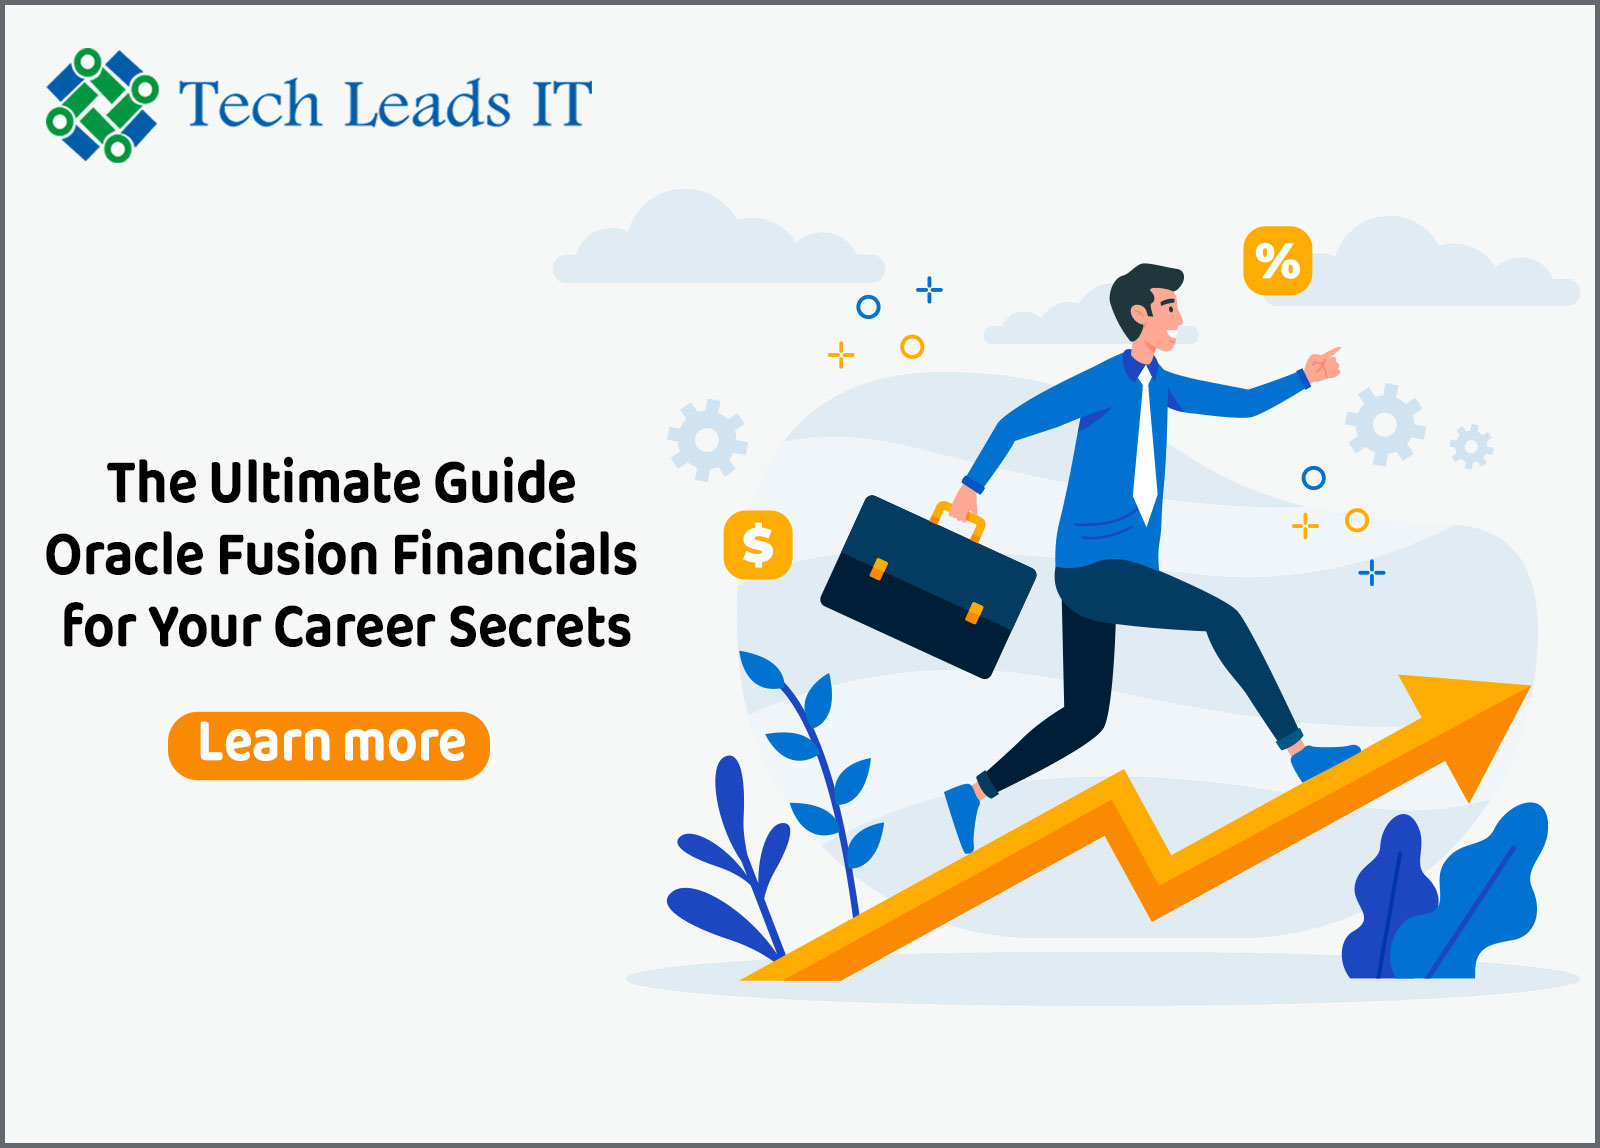 Tech Leads IT
%
The Ultimate Guide
Oracle Fusion Financials
$
for Your Career Secrets
Learn more